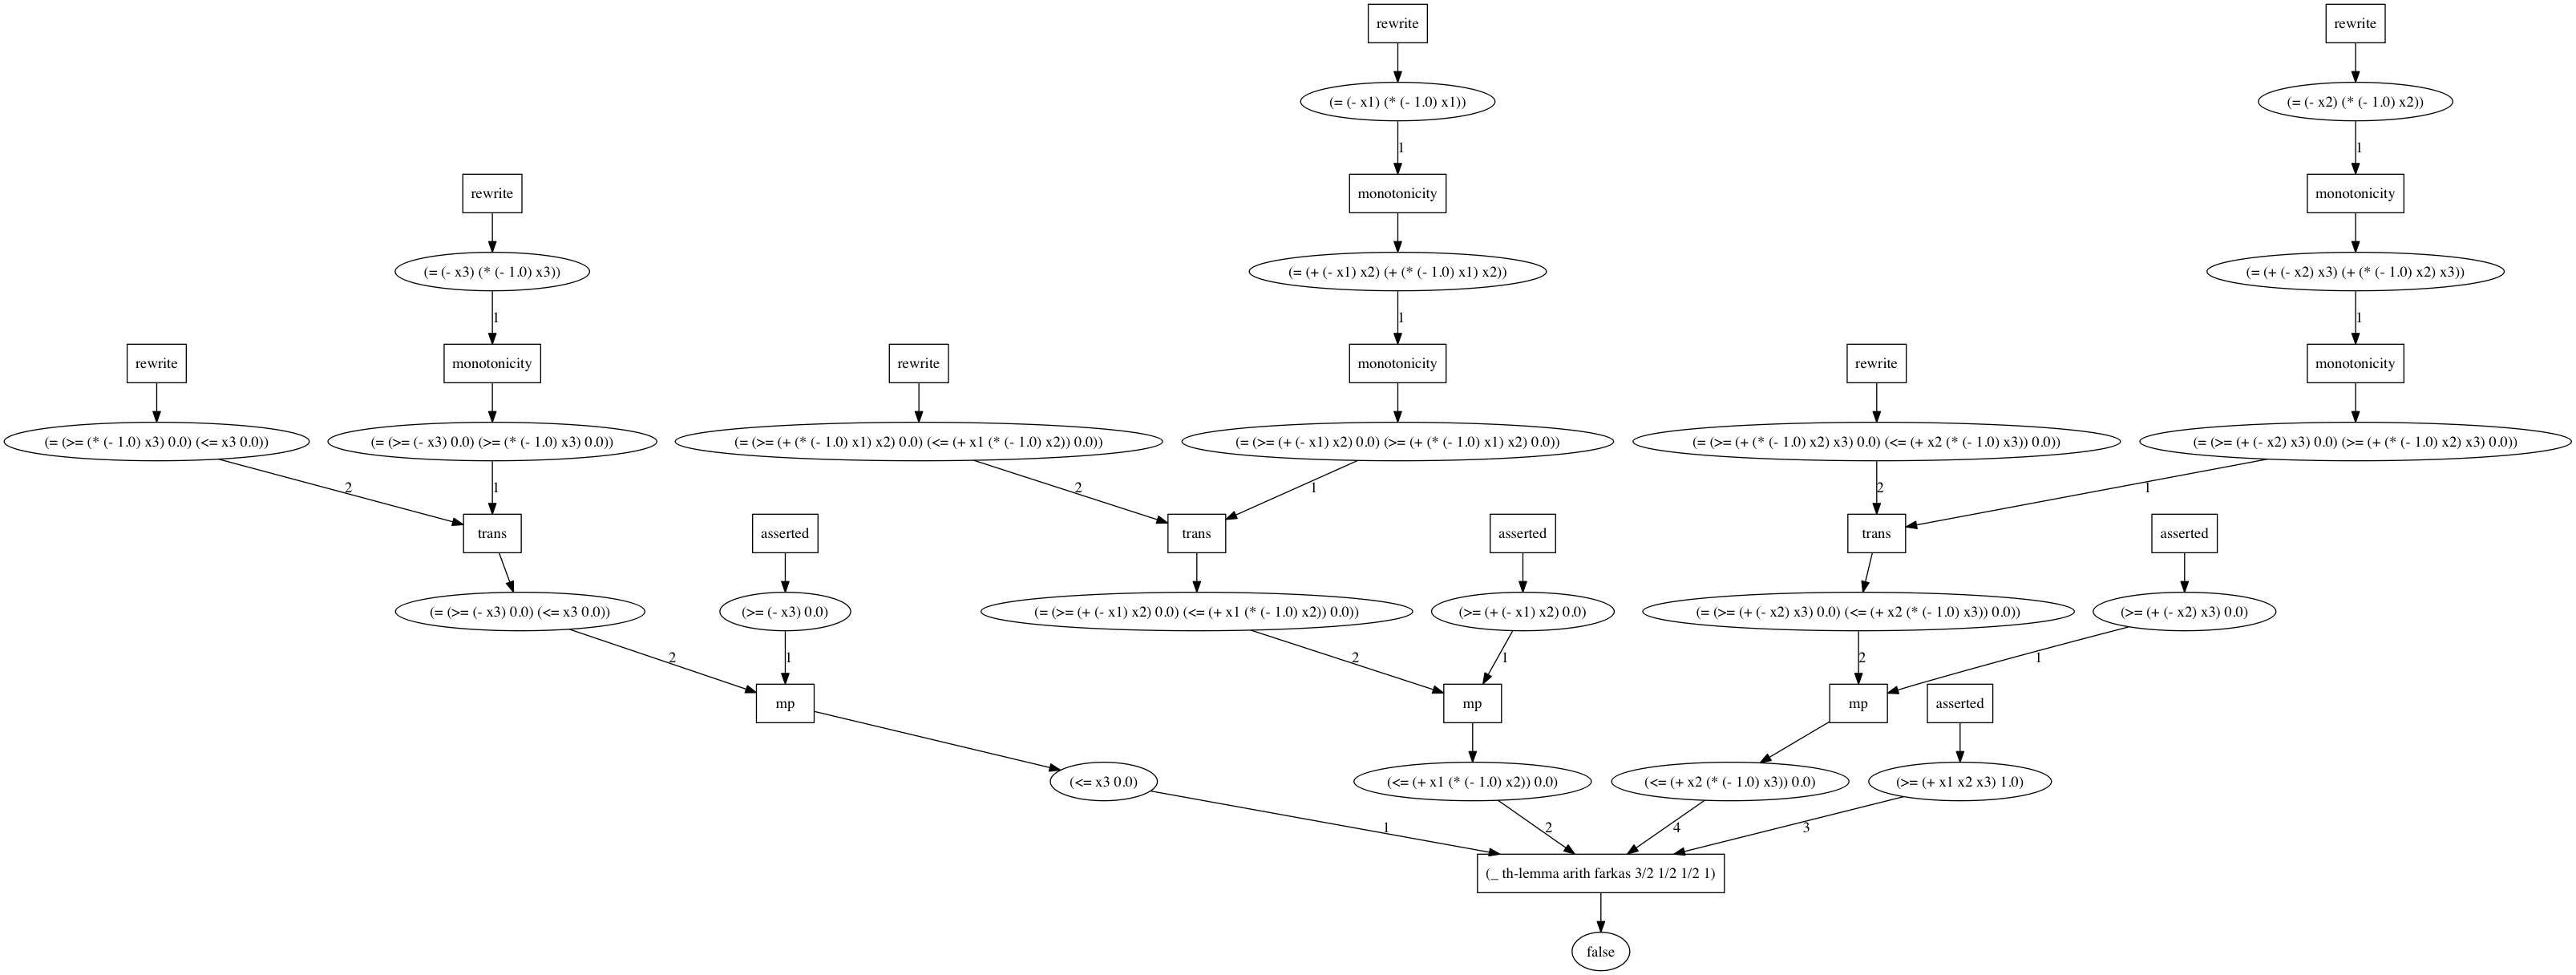 rewrite
rewrite
(= (- x1) (* (- 1.0) x1))
(= (- x2) (* (- 1.0) x2))
1
1
rewrite
monotonicity
monotonicity
(= (- x3) (* (- 1.0) x3))
(= (+ (- x1) x2) (+ (* (- 1.0) x1) x2))
(= (+ (- x2) x3) (+ (* (- 1.0) x2) x3))
1
1
1
rewrite
monotonicity
rewrite
monotonicity
rewrite
monotonicity
(= (>= (* (- 1.0) x3) 0.0) (<= x3 0.0))
(= (>= (- x3) 0.0) (>= (* (- 1.0) x3) 0.0))
(= (>= (+ (* (- 1.0) x1) x2) 0.0) (<= (+ x1 (* (- 1.0) x2)) 0.0))
(= (>= (+ (- x1) x2) 0.0) (>= (+ (* (- 1.0) x1) x2) 0.0))
(= (>= (+ (* (- 1.0) x2) x3) 0.0) (<= (+ x2 (* (- 1.0) x3)) 0.0))
(= (>= (+ (- x2) x3) 0.0) (>= (+ (* (- 1.0) x2) x3) 0.0))
2
1
2
1
2
1
trans
asserted
trans
asserted
trans
asserted
(= (>= (- x3) 0.0) (<= x3 0.0))
(>= (- x3) 0.0)
(= (>= (+ (- x1) x2) 0.0) (<= (+ x1 (* (- 1.0) x2)) 0.0))
(>= (+ (- x1) x2) 0.0)
(= (>= (+ (- x2) x3) 0.0) (<= (+ x2 (* (- 1.0) x3)) 0.0))
(>= (+ (- x2) x3) 0.0)
2
1
2
1
2
1
mp
mp
mp
asserted
(<= x3 0.0)
(<= (+ x1 (* (- 1.0) x2)) 0.0)
(<= (+ x2 (* (- 1.0) x3)) 0.0)
(>= (+ x1 x2 x3) 1.0)
1
2
4
3
(_ th-lemma arith farkas 3/2 1/2 1/2 1)
false